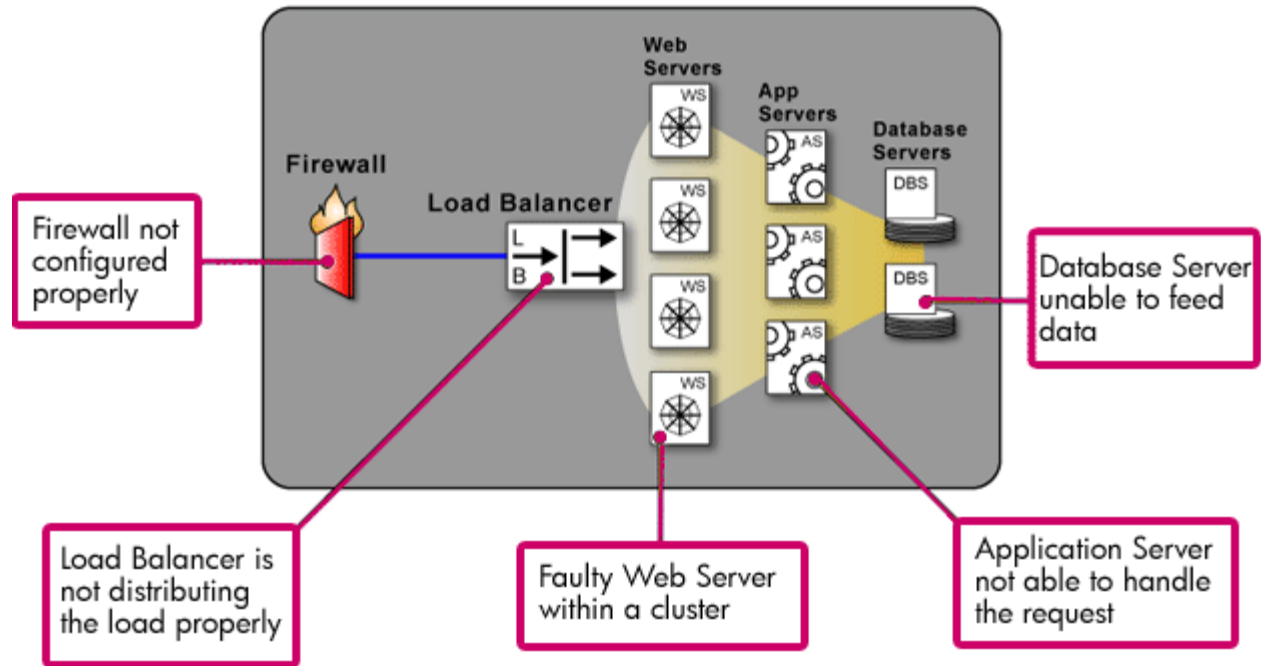 Web
Servers
WS
App
Servers
AS
Database
Servers
DBS
Firewall
Load Balancer
L
B
WS
WS
WS
AS
AS
DBS
Firewall not
configured
properly
Database Server
unable to feed
data
Load Balancer is
not distributing
the load properly
Faulty Web Server
within a cluster
Application Server
not able to handle
the request